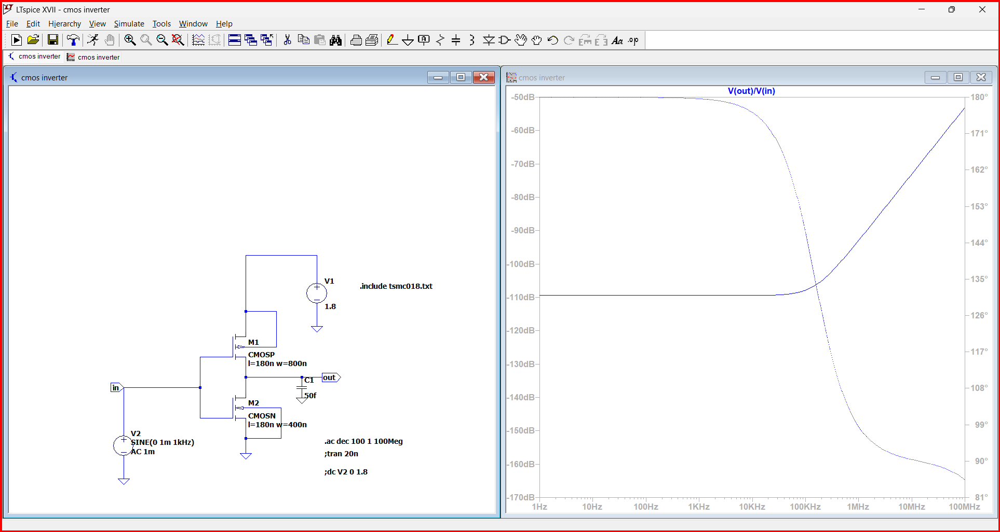 LTspice XVII - cmos inverter
File Edit Hierarchy View Simulate Tools Window Help
cmos inverter cmos inverter
cmos inverter
V1
.include tsmc018.txt
1.8
M1
CMOSP
l=180n w=800n
out
C1
in
50f
M2
CMOSN
l=180n w=400n
V2
SINE(0 1m 1kHz)
AC 1m
.ac dec 100 1 100Meg
;tran 20n
;dc V2 0 1.8
cmos inverter
V(out)/V(in)
-50dB 180°
-60dB 171°
-70dB 162°
-80dB 153°
-90dB 144°
-100dB 135°
-110dB 126°
-120dB 117°
-130dB 108°
-140dB 99°
-150dB 90°
-160dB 81°
-170dB
1Hz 10Hz 100Hz 1KHz 10KHz 100KHz 1MHz 10MHz 100MHz